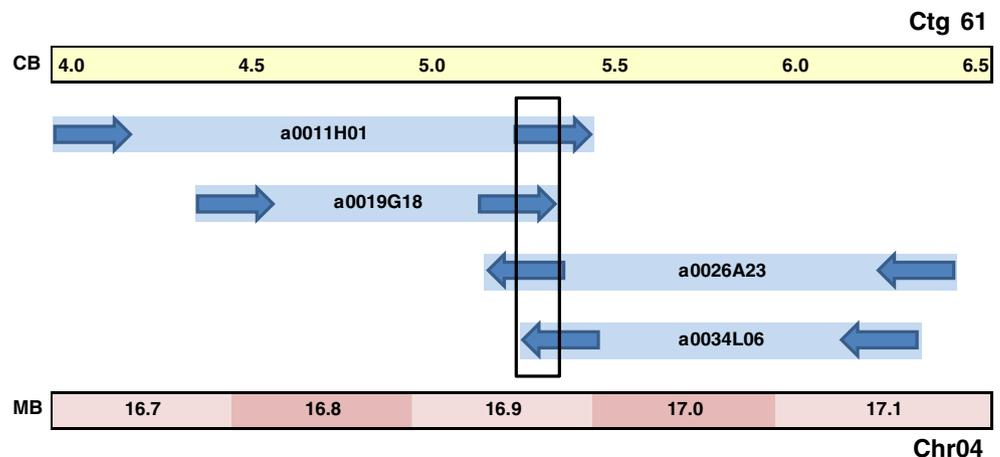 Ctg 61
CB 4.0 4.5 5.0 5.5 6.0 6.5
a0011H01
a0019G18
a0026A23
a0034L06
MB 16.7 16.8 16.9 17.0 17.1
Chr04